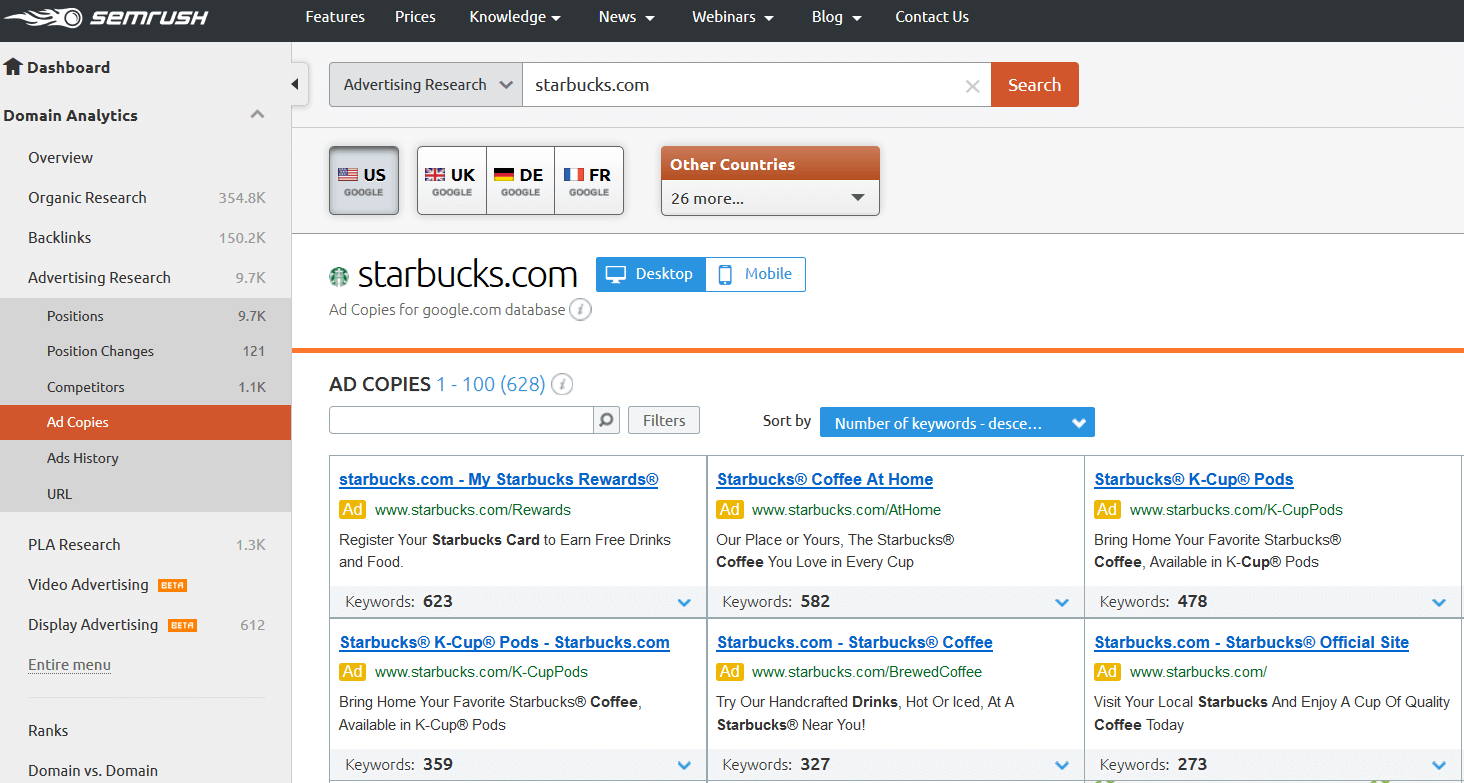 SEMRUSH
Features Prices Knowledge News Webinars Blog Contact Us
Dashboard
Domain Analytics
Overview
Organic Research 354.8K
Backlinks 150.2K
Advertising Research 9.7K
Positions 9.7K
Position Changes 121
Competitors 1.1K
Ad Copies
Ads History
URL
PLA Research 1.3K
Video Advertising BETA
Display Advertising BETA 612
Entire menu
Ranks
Domain vs. Domain
Advertising Research starbucks.com Search
US GOOGLE
UK GOOGLE
DE GOOGLE
FR GOOGLE
Other Countries
26 more...
starbucks.com Desktop Mobile
Ad Copies for google.com database i
AD COPIES 1 - 100 (628) i
Filters Sort by Number of keywords - desce...
starbucks.com - My Starbucks Rewards®
Ad www.starbucks.com/Rewards
Register Your Starbucks Card to Earn Free Drinks
and Food.
Keywords: 623
Starbucks® Coffee At Home
Ad www.starbucks.com/AtHome
Our Place or Yours, The Starbucks®
Coffee You Love in Every Cup
Keywords: 582
Starbucks® K-Cup® Pods
Ad www.starbucks.com/K-CupPods
Bring Home Your Favorite Starbucks®
Coffee, Available in K-Cup® Pods
Keywords: 478
Starbucks® K-Cup® Pods - Starbucks.com
Ad www.starbucks.com/K-CupPods
Bring Home Your Favorite Starbucks® Coffee,
Available in K-Cup® Pods
Keywords: 359
Starbucks.com - Starbucks® Coffee
Ad www.starbucks.com/BrewedCoffee
Try Our Handcrafted Drinks, Hot Or Iced, At A
Starbucks® Near You!
Keywords: 327
Starbucks.com - Starbucks® Official Site
Ad www.starbucks.com/
Visit Your Local Starbucks And Enjoy A Cup Of Quality
Coffee Today
Keywords: 273